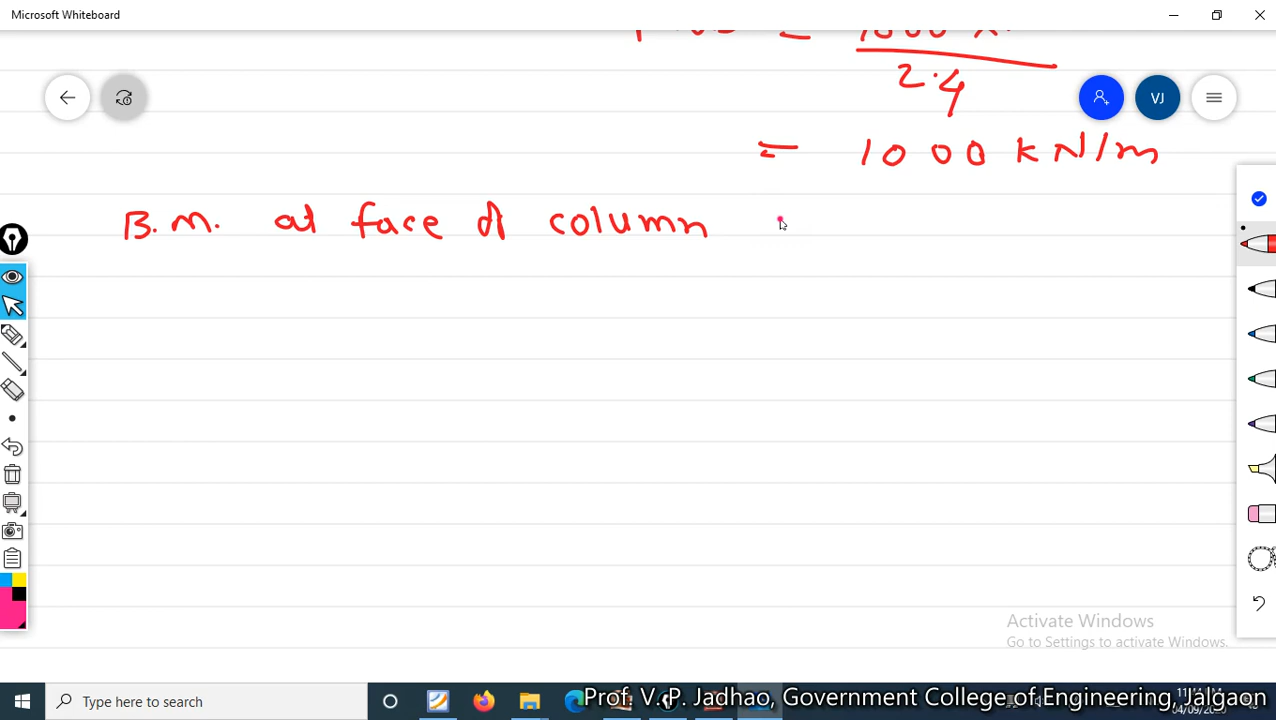 Microsoft Whiteboard
2.4
VJ
= 1000 kN/m
B.M. at face of column
Activate Windows
Go to Settings to activate Windows.
Type here to search
Prof. V. P. Jadhao, Government College of Engineering, Jalgaon